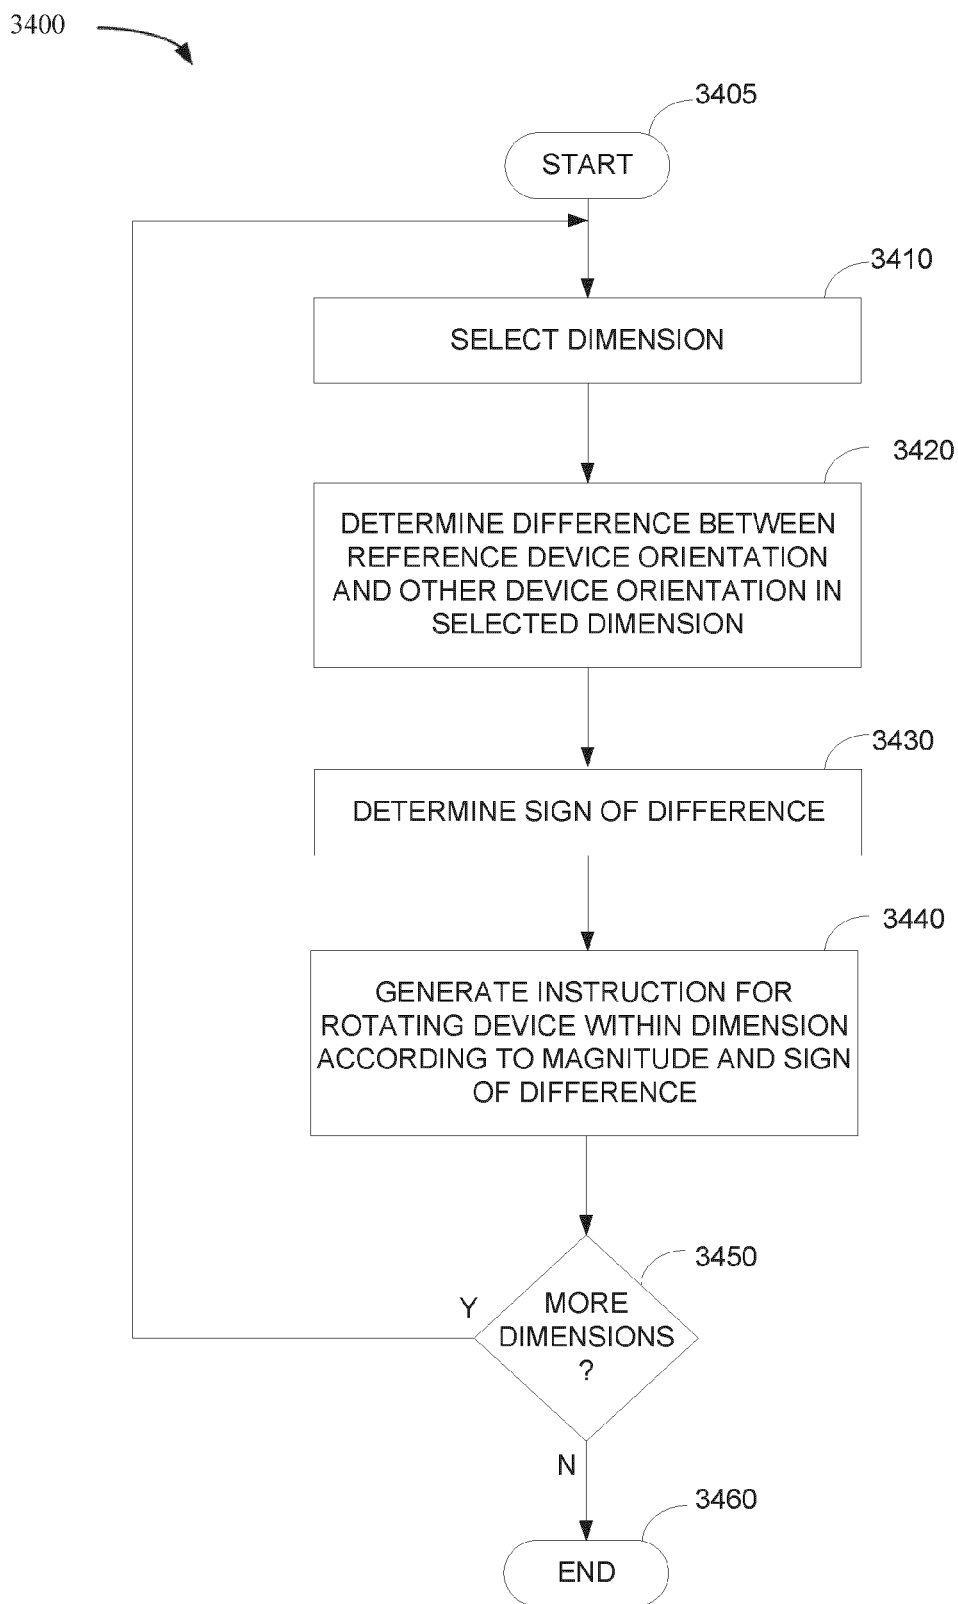 3400
3405
START
3410
SELECT DIMENSION
3420
DETERMINE DIFFERENCE BETWEEN
REFERENCE DEVICE ORIENTATION
AND OTHER DEVICE ORIENTATION IN
SELECTED DIMENSION
3430
DETERMINE SIGN OF DIFFERENCE
3440
GENERATE INSTRUCTION FOR
ROTATING DEVICE WITHIN DIMENSION
ACCORDING TO MAGNITUDE AND SIGN
OF DIFFERENCE
3450
Y
MORE
DIMENSIONS
?
N
3460
END